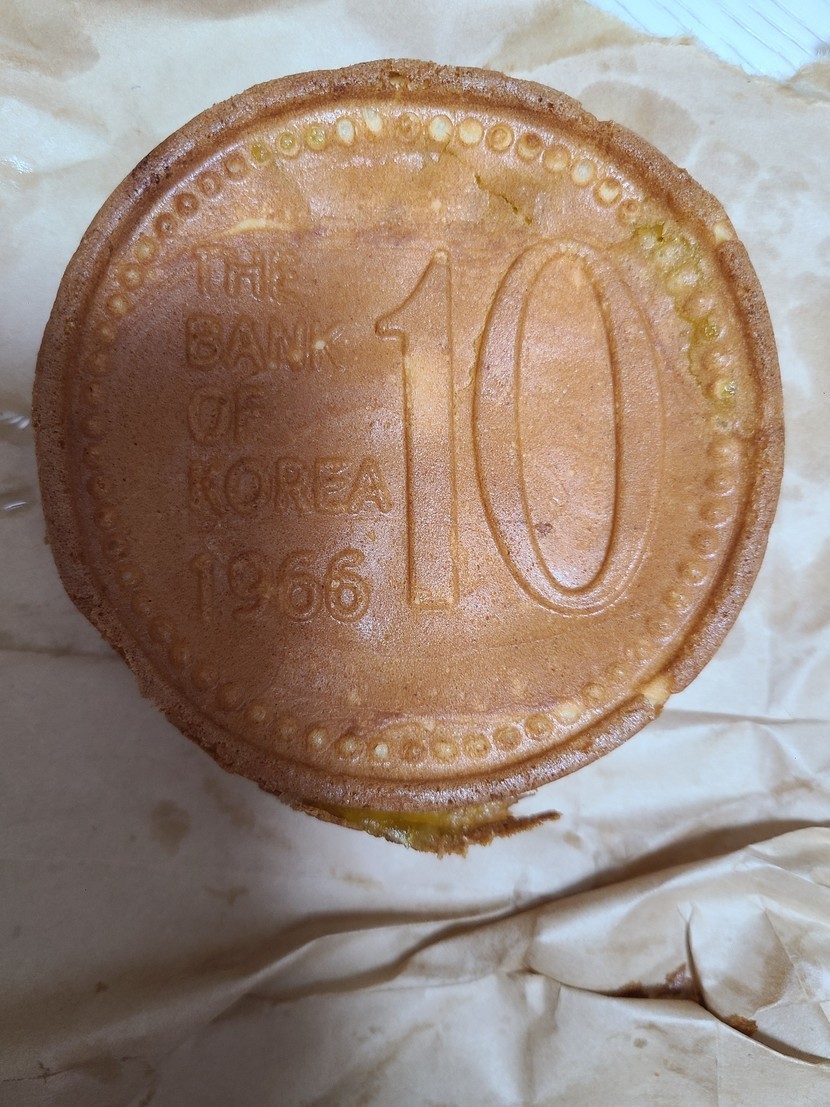 THE
BANK
OF
KOREA
1966
10